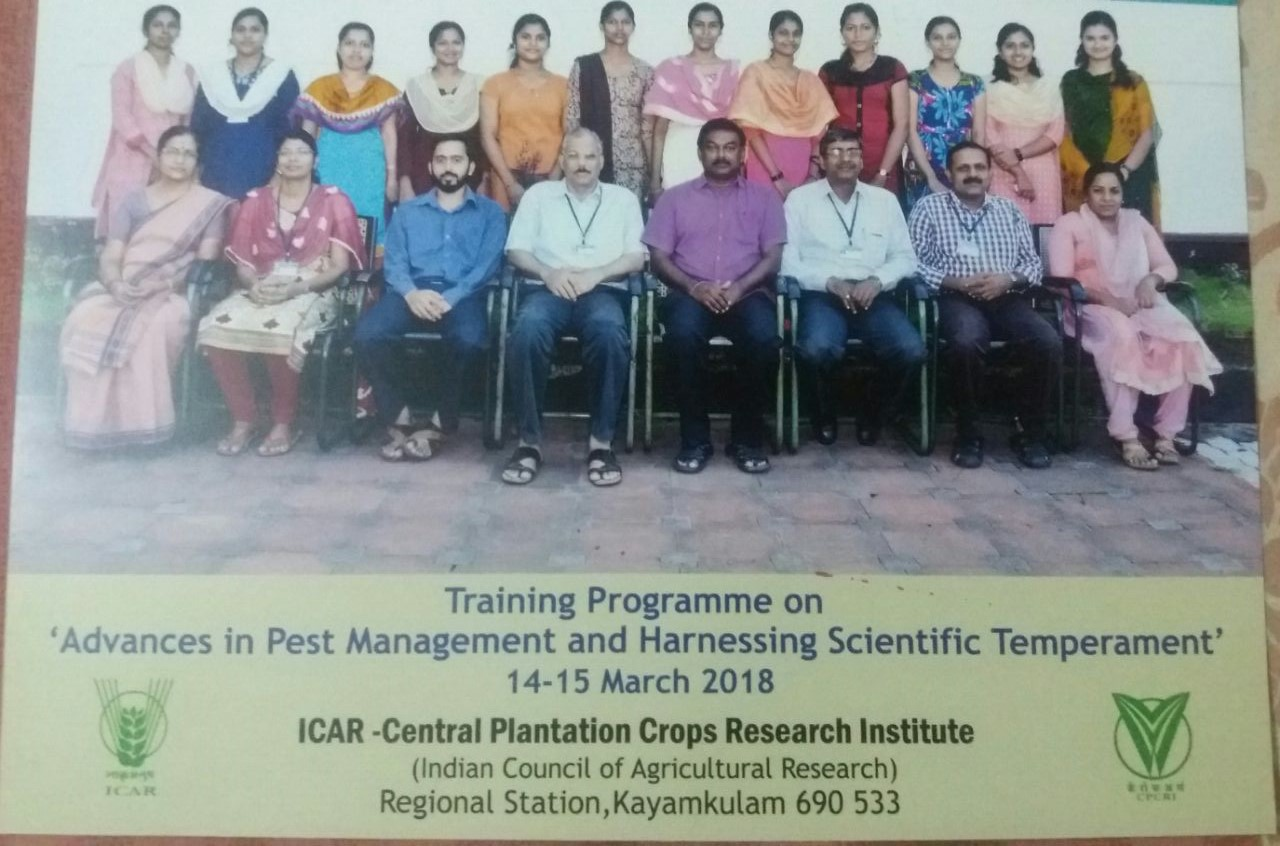 Training Programme on
'Advances in Pest Management and Harnessing Scientific Temperament'
14-15 March 2018
ICAR -Central Plantation Crops Research Institute
(Indian Council of Agricultural Research)
Regional Station,Kayamkulam 690 533
ICAR
CPCRI